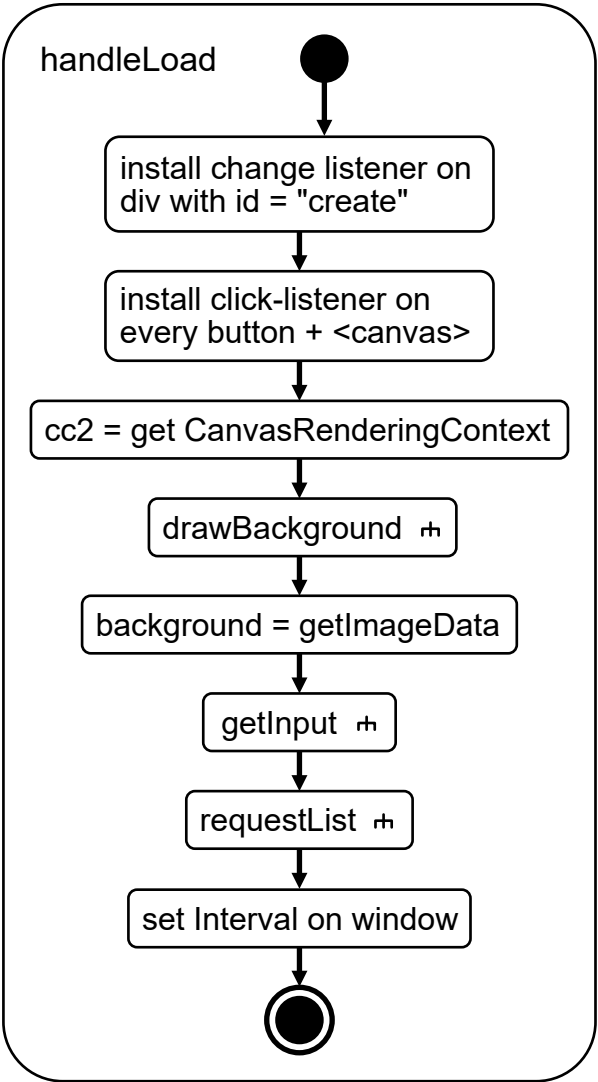 handleLoad
install change listener on
div with id = "create"
install click-listener on
every button + <canvas>
cc2 = get CanvasRenderingContext
drawBackground
background = getImageData
getInput
requestList
set Interval on window